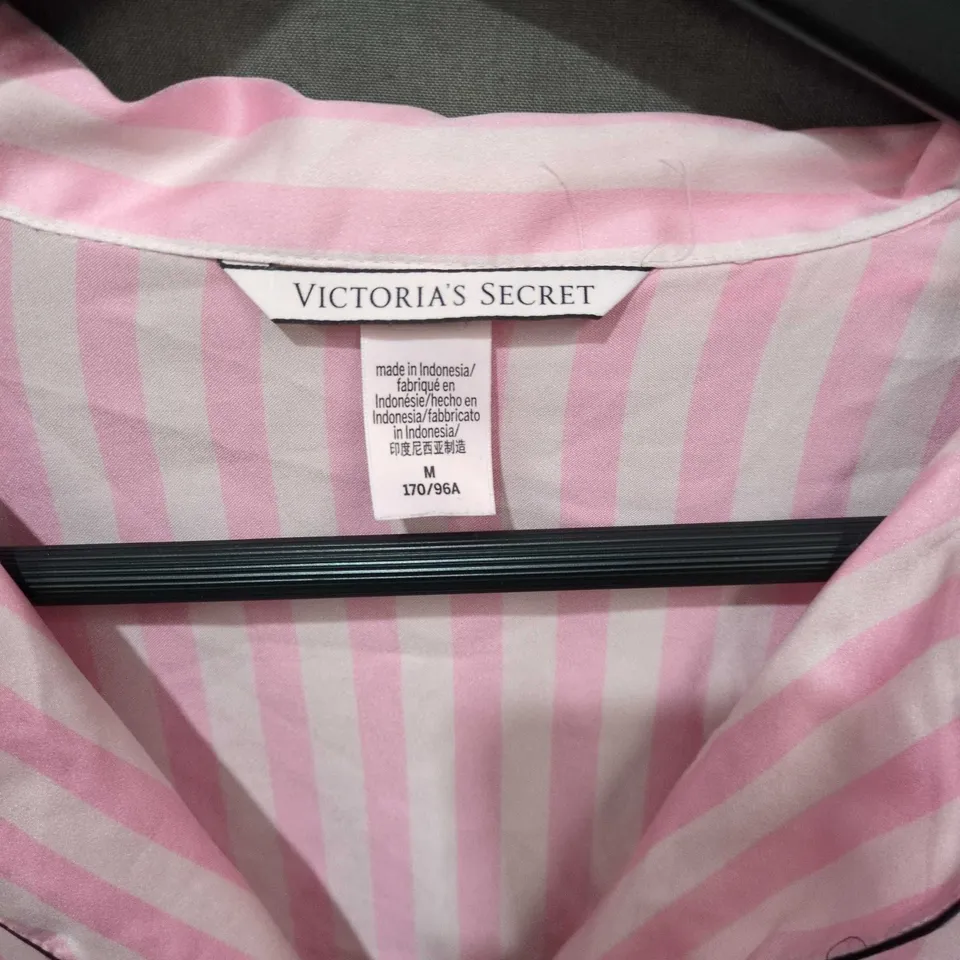 VICTORIA'S SECRET
made in Indonesia/
fabriqué en
Indonésie/hecho en
Indonesia/fabbricato
in Indonesia/
印度尼西亚制造
M
170/96A